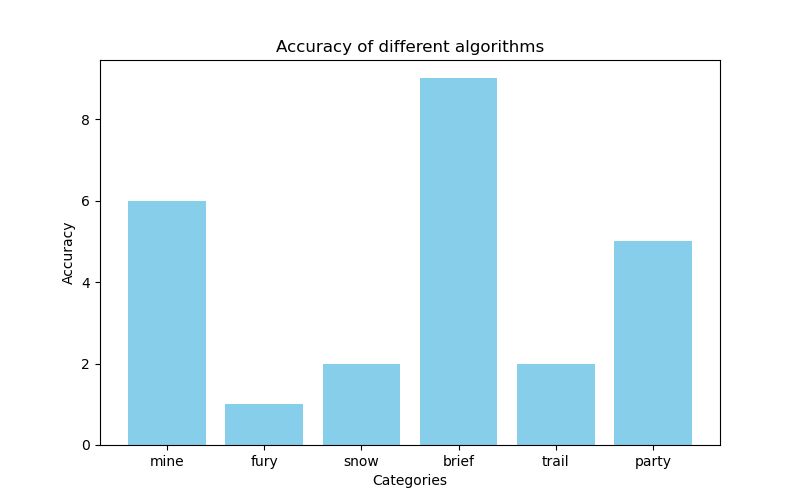 Accuracy of different algorithms
Accuracy
8
6
4
2
0
mine fury snow brief trail party
Categories